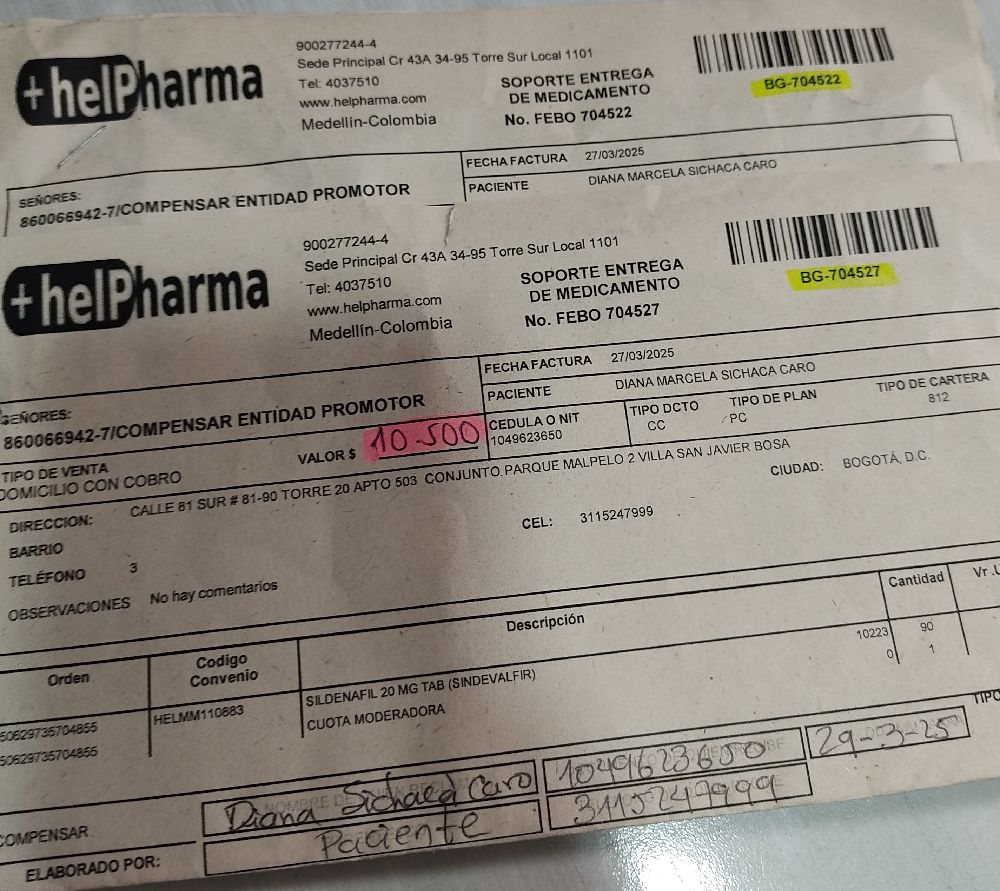 +helPharma
900277244-4
Sede Principal Cr 43A 34-95 Torre Sur Local 1101
Tel: 4037510
www.helpharma.com
Medellín-Colombia
SOPORTE ENTREGA
DE MEDICAMENTO
No. FEBO 704522
BG-704522
FECHA FACTURA 27/03/2025
PACIENTE DIANA MARCELA SICHACA CARO
SEÑORES:
860066942-7/COMPENSAR ENTIDAD PROMOTOR
+helPharma
900277244-4
Sede Principal Cr 43A 34-95 Torre Sur Local 1101
Tel: 4037510
www.helpharma.com
Medellín-Colombia
SOPORTE ENTREGA
DE MEDICAMENTO
No. FEBO 704527
BG-704527
FECHA FACTURA 27/03/2025
PACIENTE DIANA MARCELA SICHACA CARO
SEÑORES:
860066942-7/COMPENSAR ENTIDAD PROMOTOR
CEDULA O NIT
1049623650
TIPO DCTO
CC
TIPO DE PLAN
PC
TIPO DE CARTERA
812
TIPO DE VENTA
DOMICILIO CON COBRO
VALOR $ 10.500
DIRECCION: CALLE 81 SUR # 81-90 TORRE 20 APTO 503 CONJUNTO.PARQUE MALPELO 2 VILLA SAN JAVIER BOSA
CIUDAD: BOGOTÁ, D.C.
BARRIO
CEL: 3115247999
TELÉFONO 3
OBSERVACIONES No hay comentarios
Orden Codigo Convenio Descripción Cantidad Vr.U
50629735704855 HELMM110883 SILDENAFIL 20 MG TAB (SINDEVALFIR) 10223 90
50629735704855 CUOTA MODERADORA 0 1
TIPO
COMPENSAR Diana Sichaca Caro 1049623650 29-3-25
ELABORADO POR: Paciente 3115247999